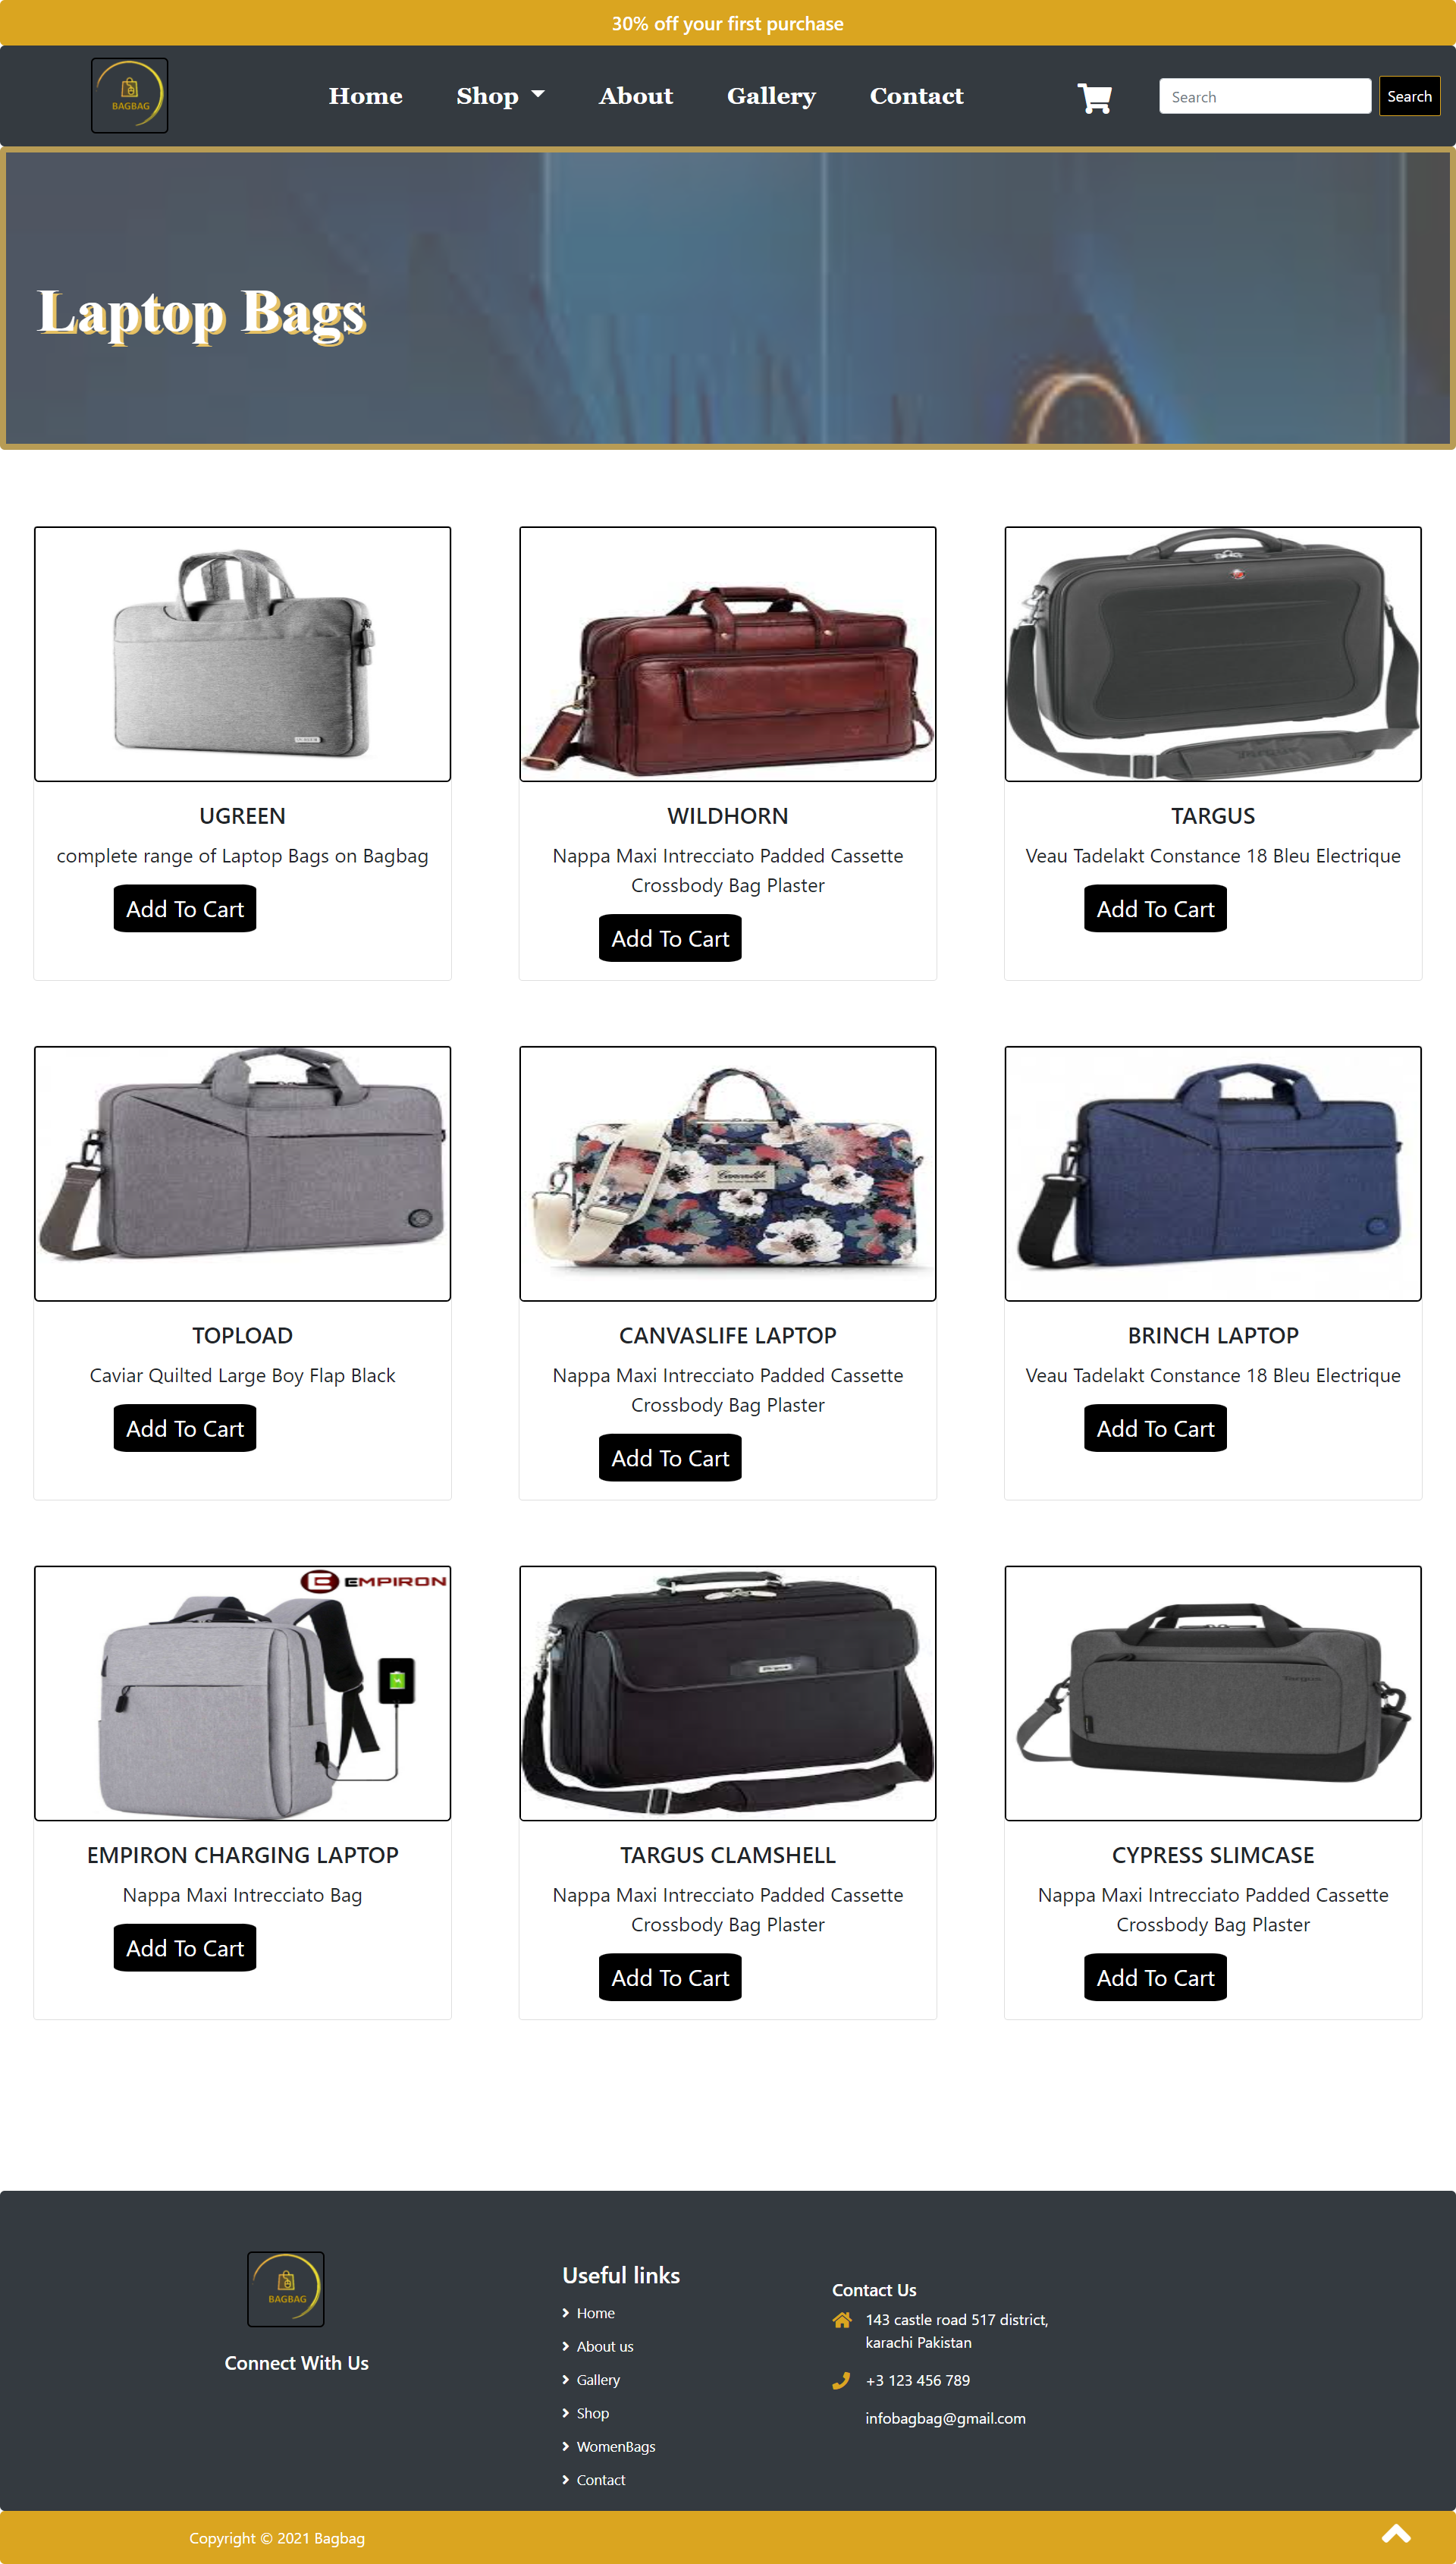 30% off your first purchase
BAGBAG
Home
Shop
About
Gallery
Contact
Search
Search
Laptop Bags
UGREEN
complete range of Laptop Bags on Bagbag
Add To Cart
WILDHORN
Nappa Maxi Intrecciato Padded Cassette
Crossbody Bag Plaster
Add To Cart
TARGUS
Veau Tadelakt Constance 18 Bleu Electrique
Add To Cart
Canvaslife
TOPLOAD
Caviar Quilted Large Boy Flap Black
Add To Cart
CANVASLIFE LAPTOP
Nappa Maxi Intrecciato Padded Cassette
Crossbody Bag Plaster
Add To Cart
BRINCH LAPTOP
Veau Tadelakt Constance 18 Bleu Electrique
Add To Cart
EMPIRON
EMPIRON CHARGING LAPTOP
Nappa Maxi Intrecciato Bag
Add To Cart
TARGUS CLAMSHELL
Nappa Maxi Intrecciato Padded Cassette
Crossbody Bag Plaster
Add To Cart
CYPRESS SLIMCASE
Nappa Maxi Intrecciato Padded Cassette
Crossbody Bag Plaster
Add To Cart
BAGBAG
Connect With Us
Useful links
Home
About us
Gallery
Shop
WomenBags
Contact
Contact Us
143 castle road 517 district,
karachi Pakistan
+3 123 456 789
infobagbag@gmail.com
Copyright © 2021 Bagbag